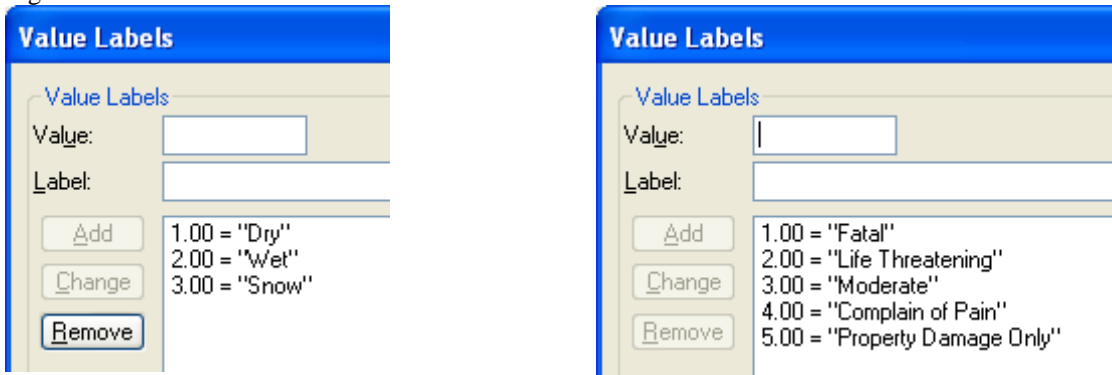 Value Labels
Value Labels
Value:
Label:
Add
Change
Remove
1.00 = "Dry"
2.00 = "Wet"
3.00 = "Snow"
Value Labels
Value Labels
Value:
Label:
Add
Change
Remove
1.00 = "Fatal"
2.00 = "Life Threatening"
3.00 = "Moderate"
4.00 = "Complain of Pain"
5.00 = "Property Damage Only"